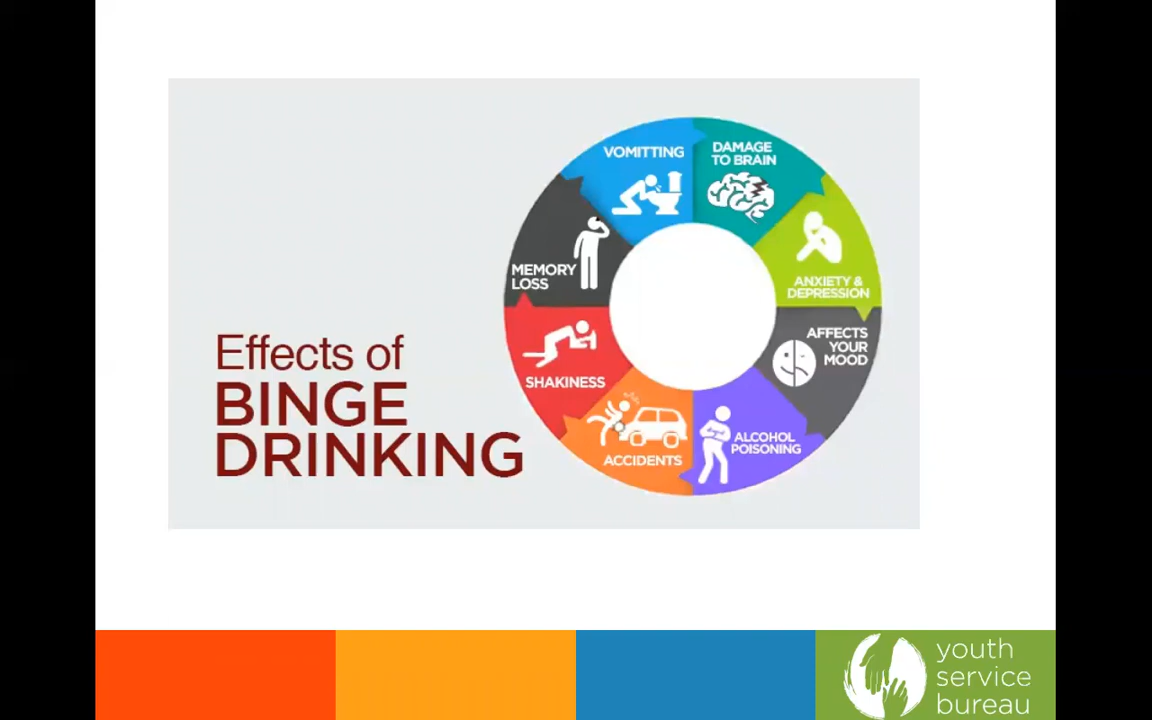 Effects of
BINGE
DRINKING
VOMITTING
DAMAGE
TO BRAIN
ANXIETY &
DEPRESSION
AFFECTS
YOUR
MOOD
ALCOHOL
POISONING
ACCIDENTS
SHAKINESS
MEMORY
LOSS
youth
service
bureau